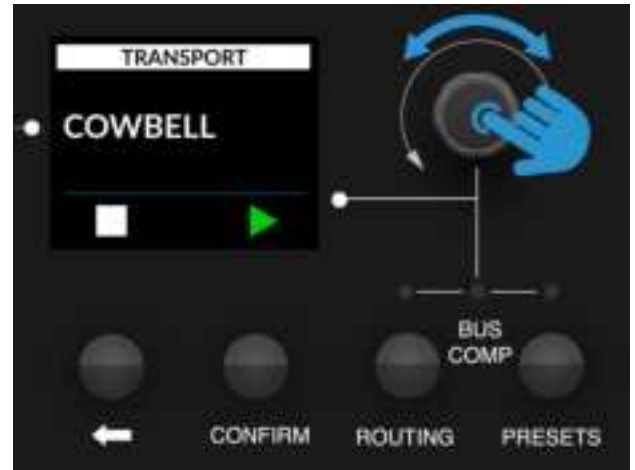 TRANSPORT
COWBELL
BUS
COMP
CONFIRM
ROUTING
PRESETS